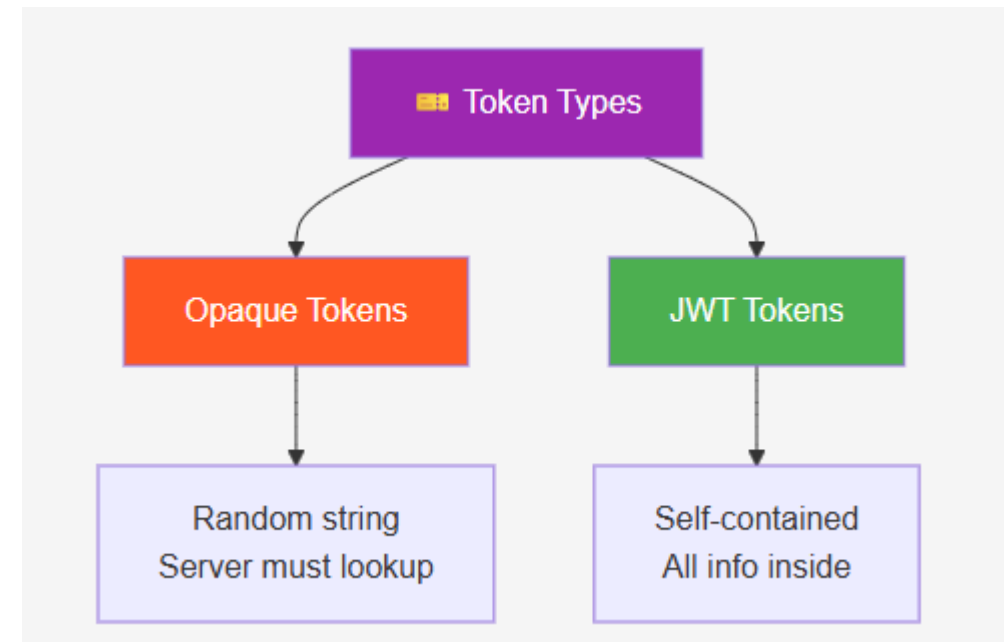 🎫 Token Types
Opaque Tokens
JWT Tokens
Random string
Server must lookup
Self-contained
All info inside